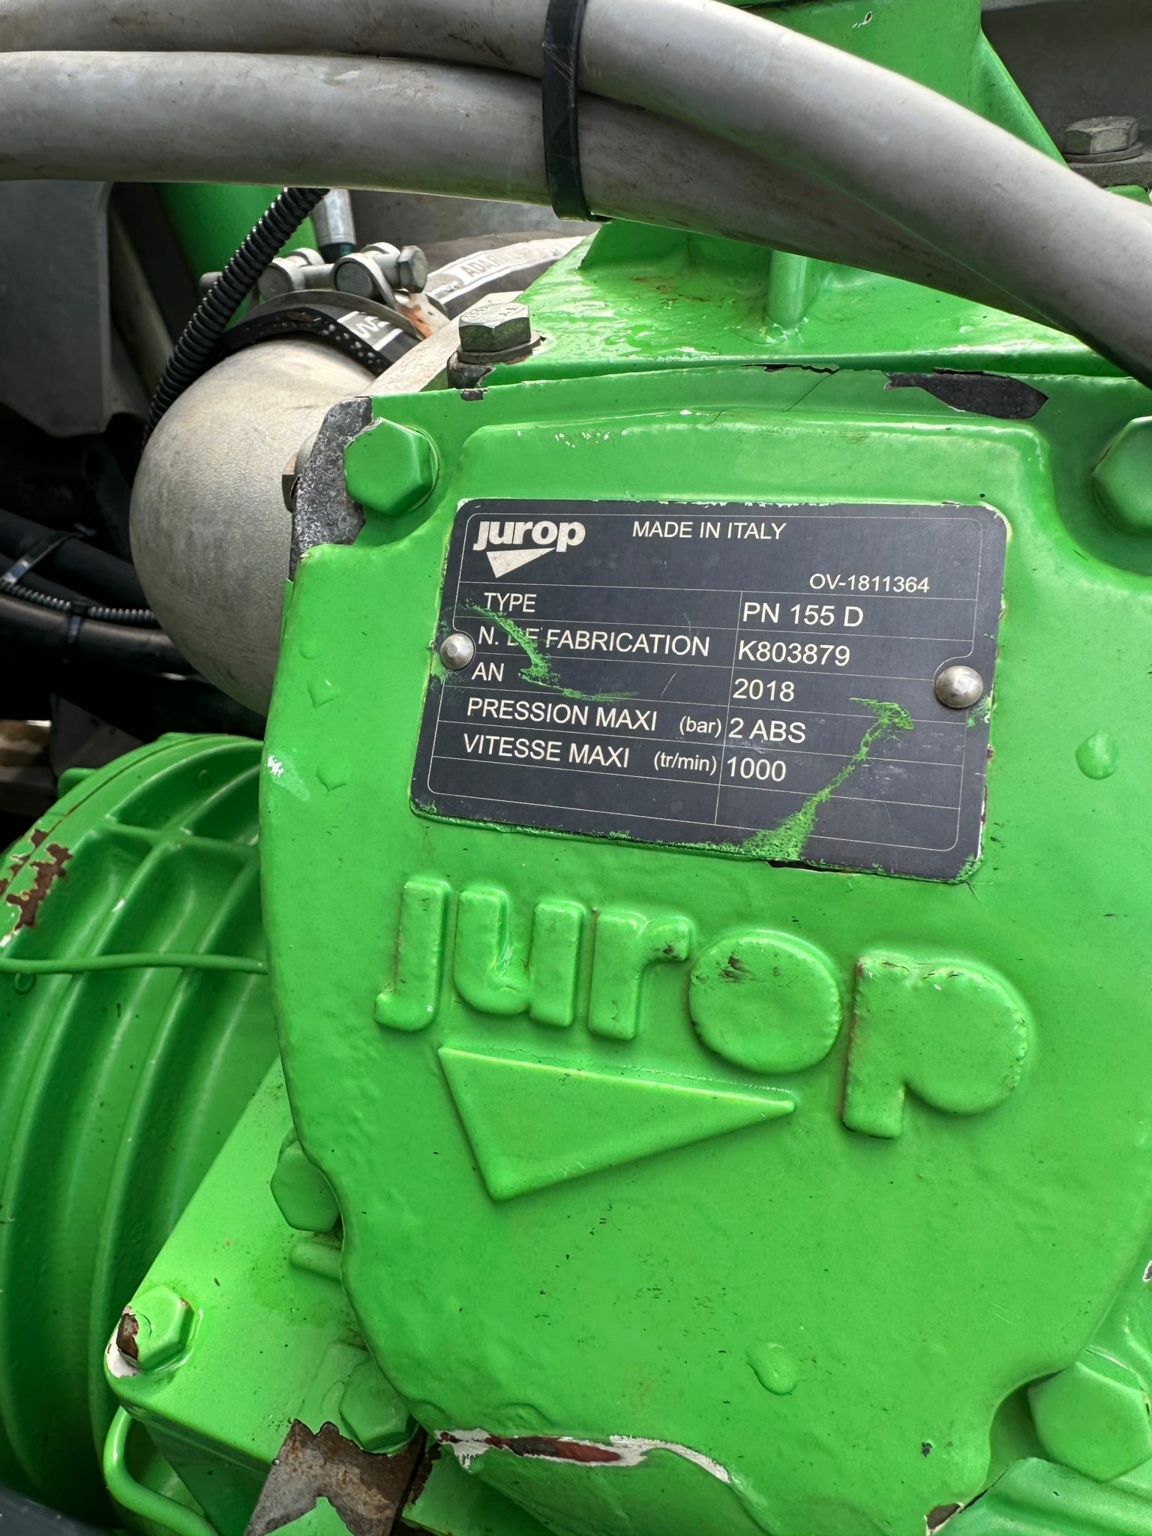 jurop MADE IN ITALY
OV-1811364
TYPE PN 155 D
N. DE FABRICATION K803879
AN 2018
PRESSION MAXI (bar) 2 ABS
VITESSE MAXI (tr/min) 1000
jurop